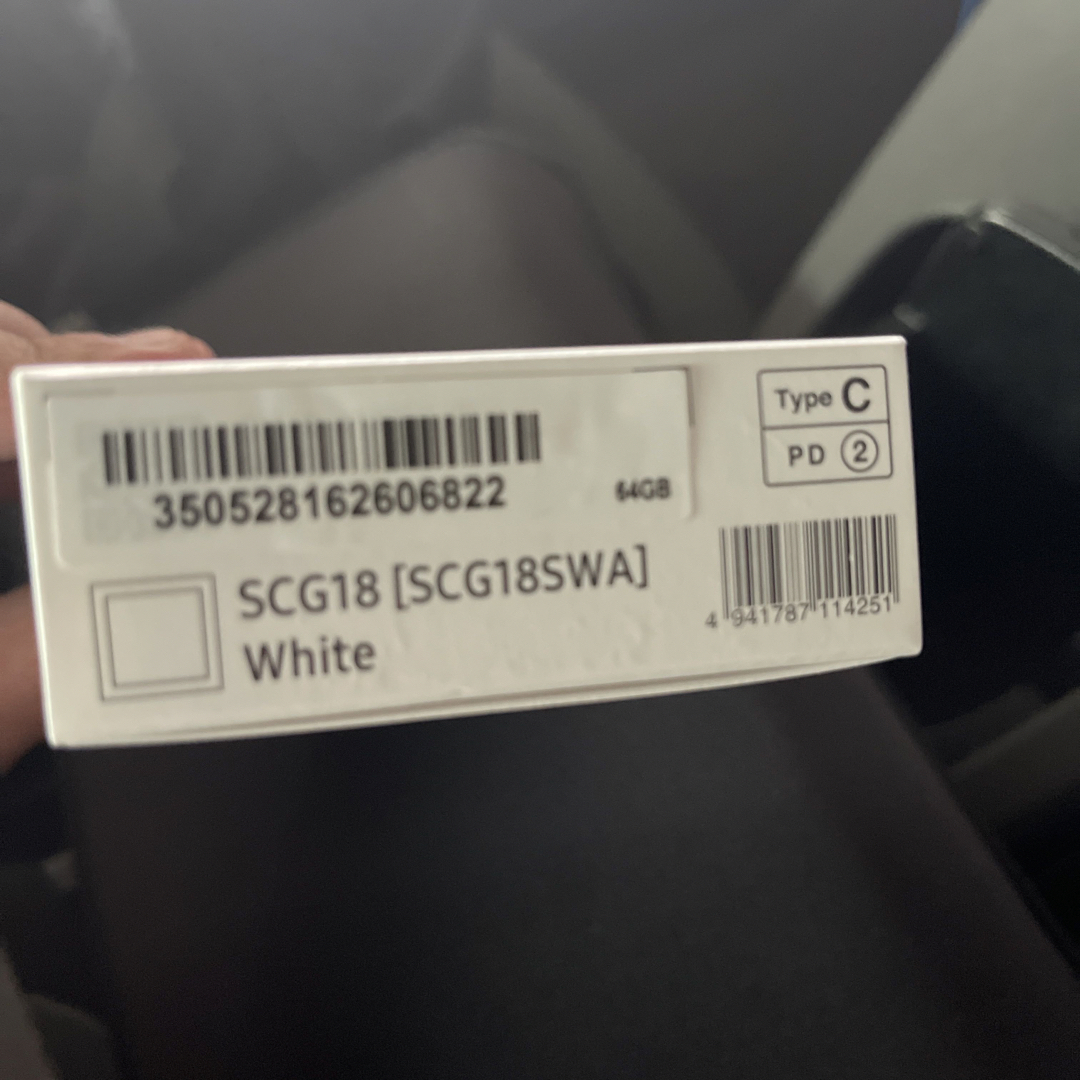 350528162606822
64GB
Type C
PD ②
SCG18 [SCG18SWA]
White
4 941787 114251